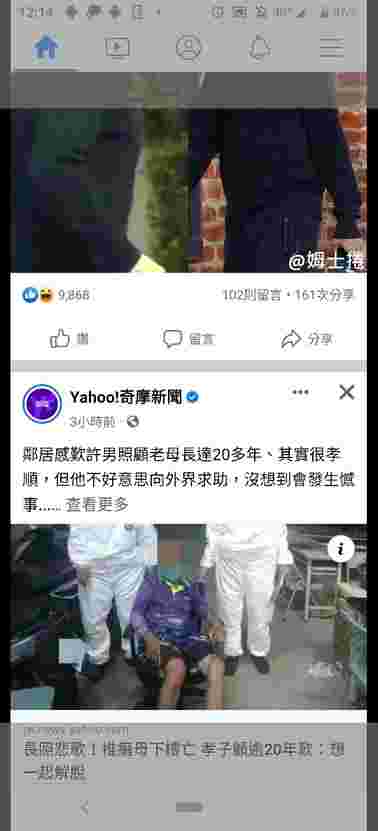 12:14
@姆士捲
9,868
102則留言・161次分享
讚
留言
分享
Yahoo!奇摩新聞
3小時前
鄰居感歎許男照顧老母長達20多年、其實很孝
順，但他不好意思向外界求助，沒想到會發生憾
事...... 查看更多
i
長照悲歌！椎癱母下樓亡 孝子顧逾20年歎：想
一起解脫